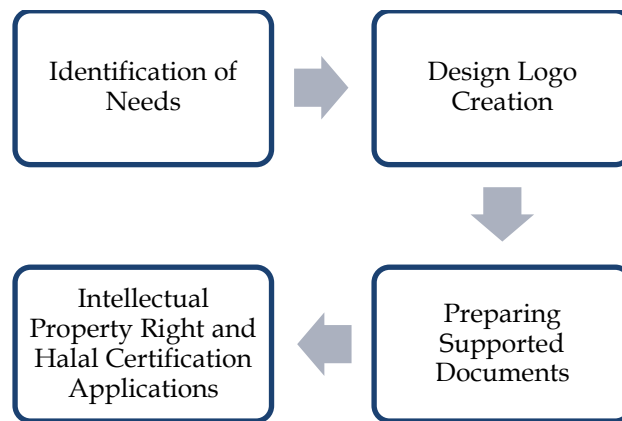 Identification of
Needs
Design Logo
Creation
Preparing
Supported
Documents
Intellectual
Property Right and
Halal Certification
Applications